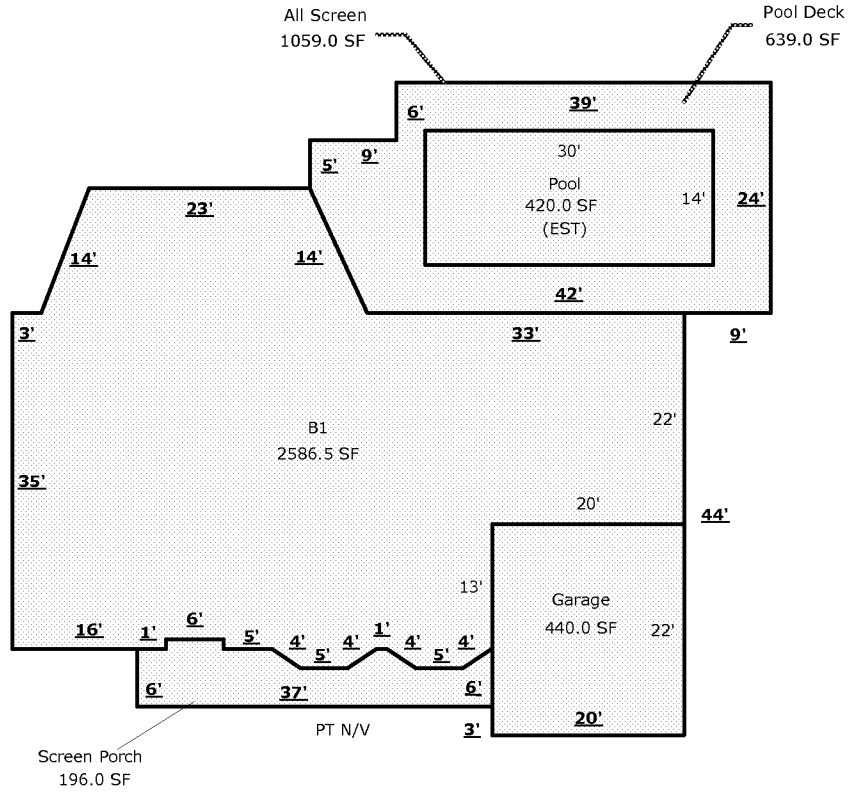 All Screen
1059.0 SF
Pool Deck
639.0 SF
39'
6'
9'
5'
30'
Pool
420.0 SF
(EST)
14'
24'
23'
14'
14'
42'
3'
33'
9'
22'
B1
2586.5 SF
35'
20'
44'
13'
Garage
440.0 SF
22'
16'
1'
6'
5'
4'
5'
4'
1'
4'
5'
4'
6'
37'
6'
20'
PT N/V
3'
Screen Porch
196.0 SF